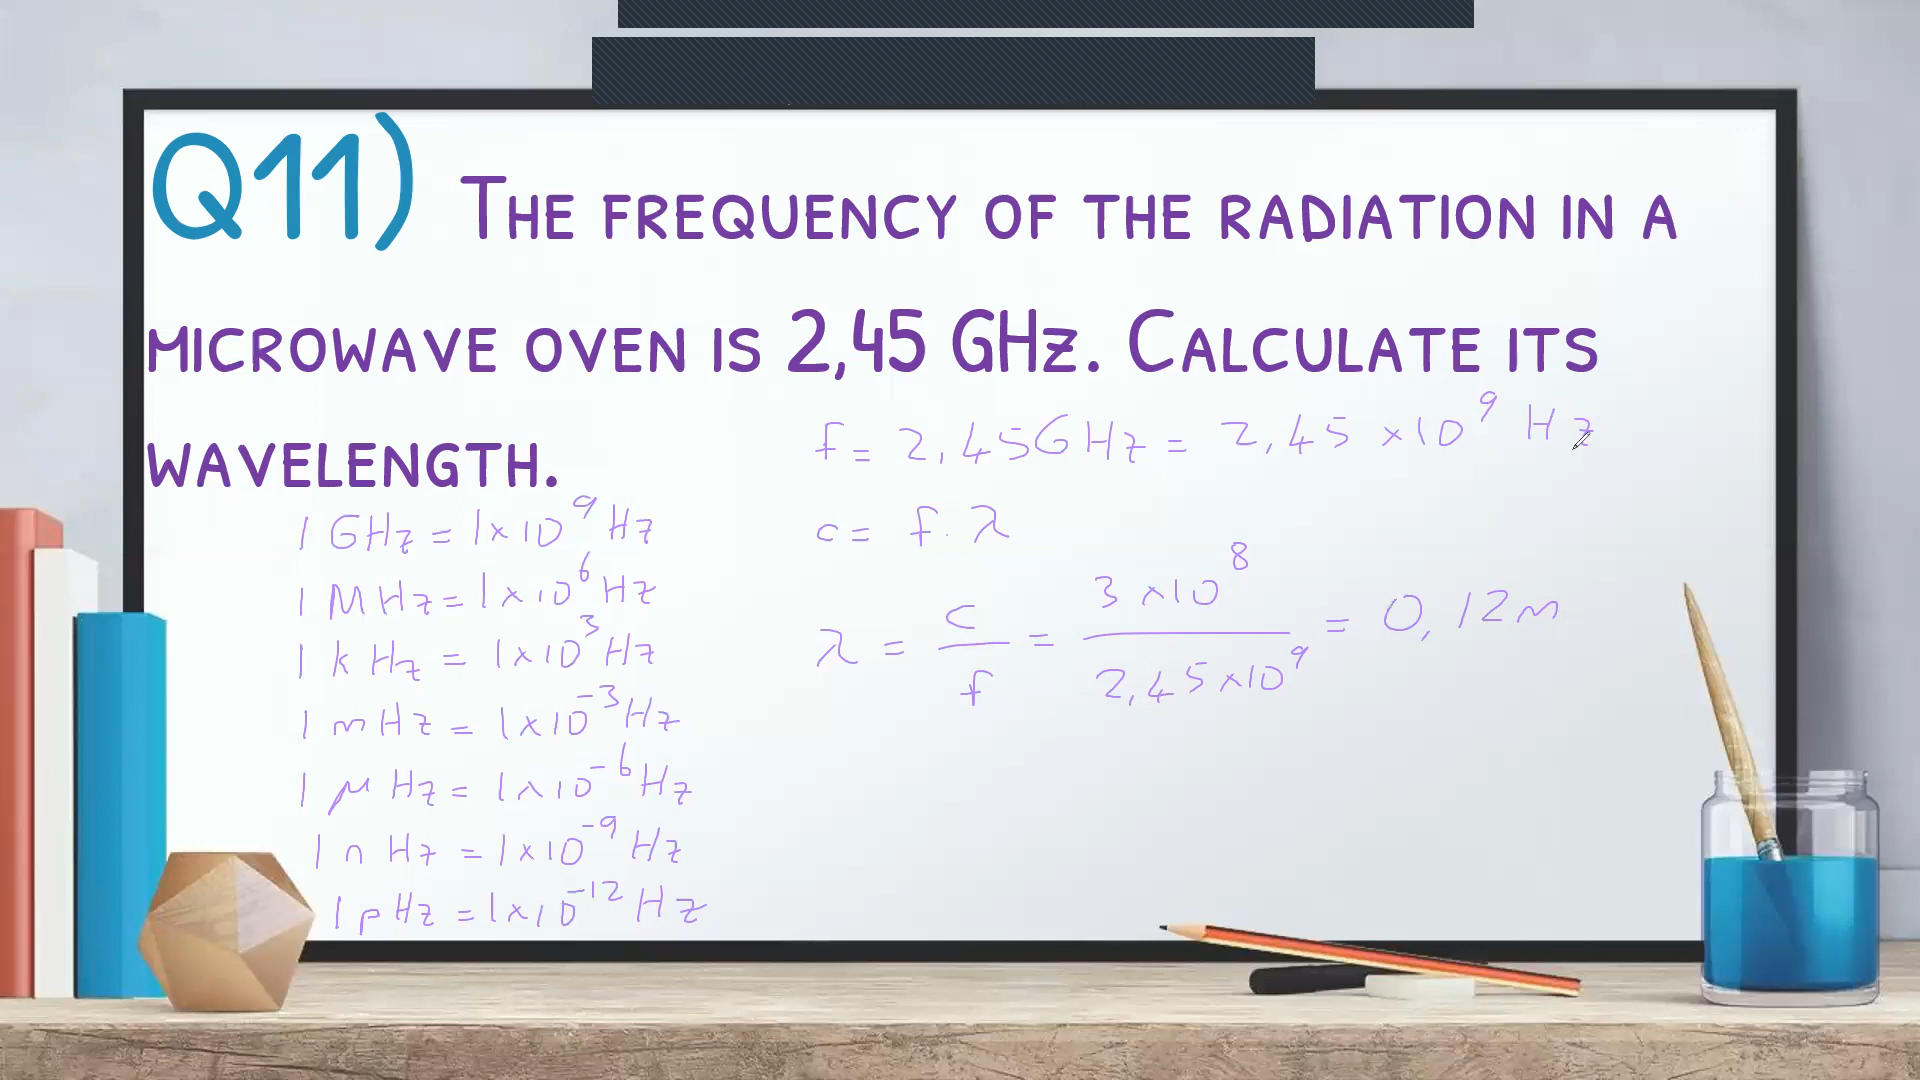 Q11) THE FREQUENCY OF THE RADIATION IN A
MICROWAVE OVEN IS 2,45 GHz. CALCULATE ITS
WAVELENGTH.
f = 2,45GHz = 2,45 ×10⁹ Hz
1 GHz = 1×10⁹ Hz
1 MHz = 1×10⁶ Hz
1 kHz = 1×10³ Hz
1 mHz = 1×10⁻³ Hz
1 μHz = 1×10⁻⁶ Hz
1 nHz = 1×10⁻⁹ Hz
1 pHz = 1×10⁻¹² Hz
c = f·λ
λ = c/f = 3×10⁸/2,45×10⁹ = 0,12m